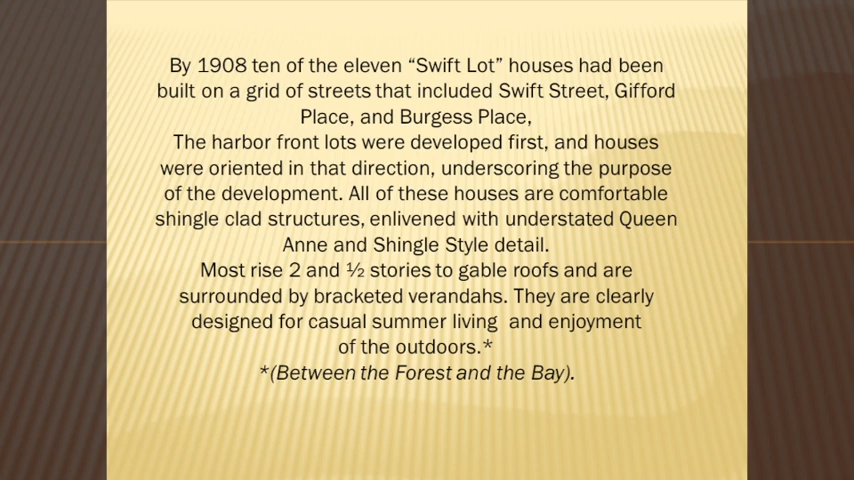 By 1908 ten of the eleven “Swift Lot” houses had been
built on a grid of streets that included Swift Street, Gifford
Place, and Burgess Place,
The harbor front lots were developed first, and houses
were oriented in that direction, underscoring the purpose
of the development. All of these houses are comfortable
shingle clad structures, enlivened with understated Queen
Anne and Shingle Style detail.
Most rise 2 and ½ stories to gable roofs and are
surrounded by bracketed verandahs. They are clearly
designed for casual summer living and enjoyment
of the outdoors.*
*(Between the Forest and the Bay).